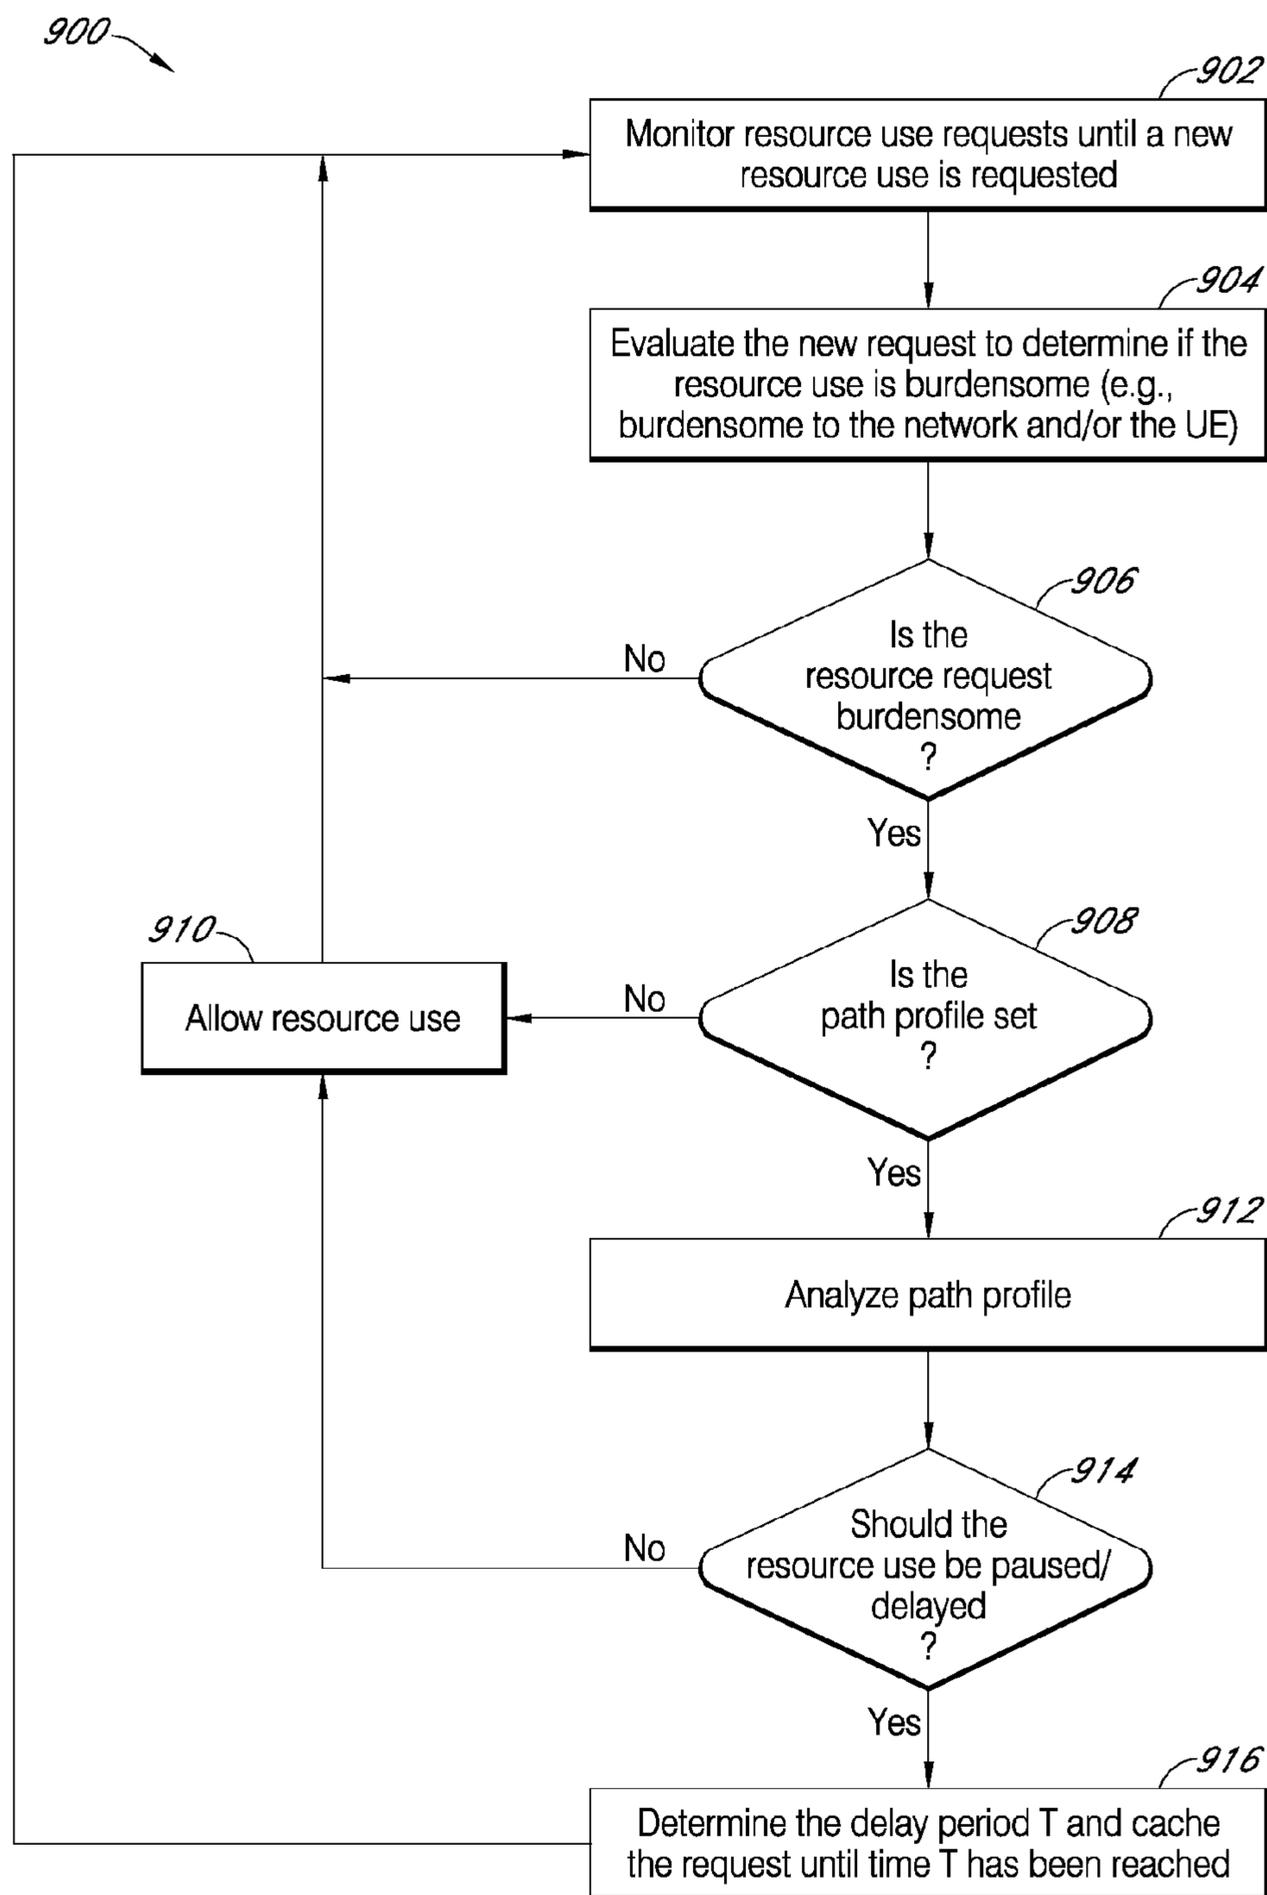 900
902
Monitor resource use requests until a new
resource use is requested
904
Evaluate the new request to determine if the
resource use is burdensome (e.g.,
burdensome to the network and/or the UE)
906
Is the
resource request
burdensome
?
No
Yes
908
Is the
path profile set
?
No
910
Allow resource use
Yes
912
Analyze path profile
914
Should the
resource use be paused/
delayed
?
No
Yes
916
Determine the delay period T and cache
the request until time T has been reached